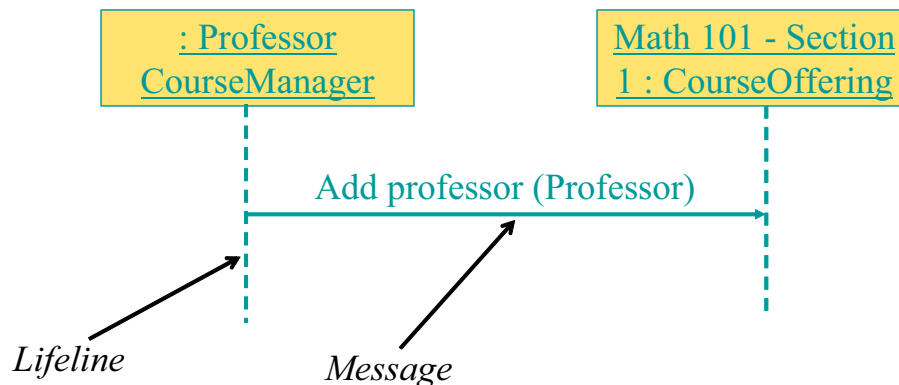 : Professor
CourseManager
Math 101 - Section
1 : CourseOffering
Add professor (Professor)
Lifeline
Message